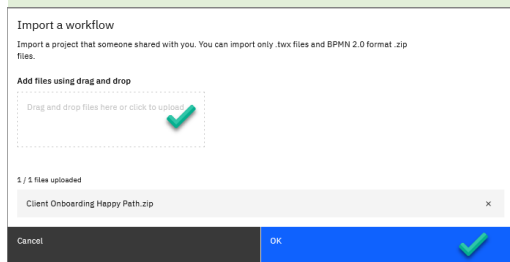 Import a workflow
Import a project that someone shared with you. You can import only .twx files and BPMN 2.0 format .zip
files.
Add files using drag and drop
Drag and drop files here or click to upload
1 / 1 files uploaded
Client Onboarding Happy Path.zip ×
Cancel OK